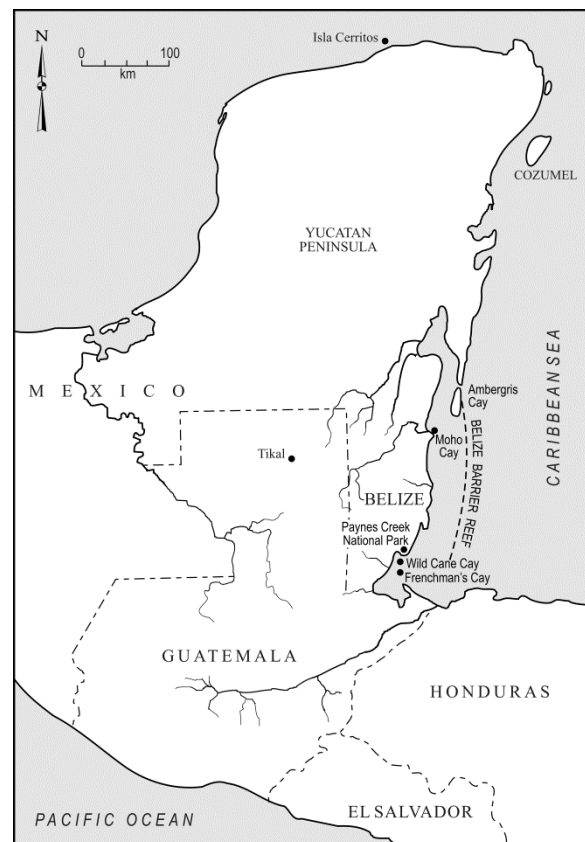 Isla Cerritos
N
0 100
km
COZUMEL
YUCATAN
PENINSULA
MEXICO
Ambergris
Cay
CARIBBEAN SEA
BELIZE BARRIER REEF
Moho
Cay
Tikal
BELIZE
Paynes Creek
National Park
Wild Cane Cay
Frenchman's Cay
GUATEMALA
HONDURAS
EL SALVADOR
PACIFIC OCEAN